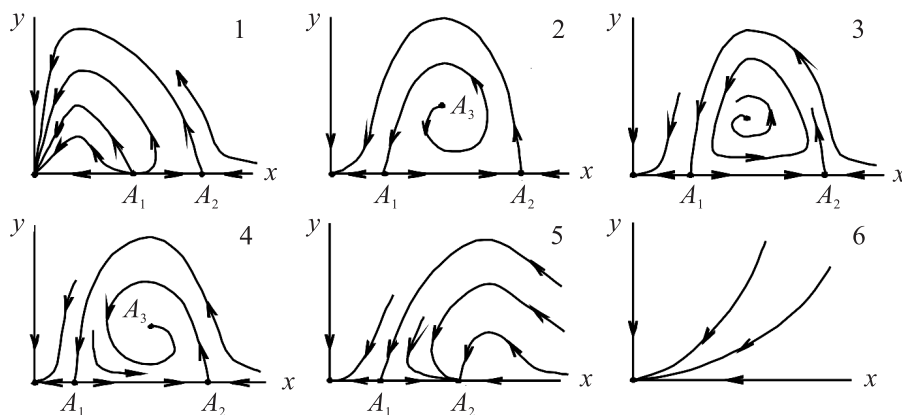 y 1 x A₁ A₂
y 2 x A₁ A₂ A₃
y 3 x A₁ A₂
y 4 x A₁ A₂ A₃
y 5 x A₁ A₂
y 6 x